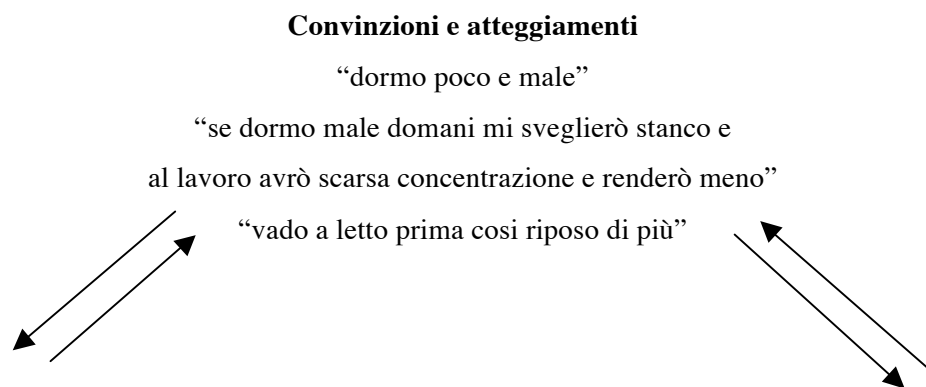 Convinzioni e atteggiamenti
“dormo poco e male”
“se dormo male domani mi sveglierò stanco e
al lavoro avrò scarsa concentrazione e renderò meno”
“vado a letto prima cosi riposo di più”